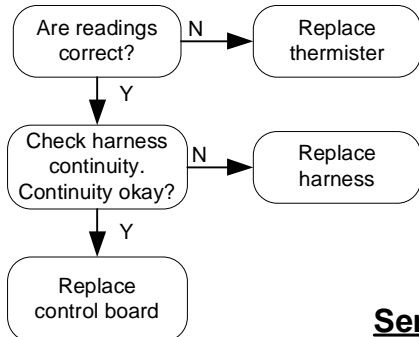 Are readings
correct?
N
Replace
thermister
Y
Check harness
continuity.
Continuity okay?
N
Replace
harness
Y
Replace
control board